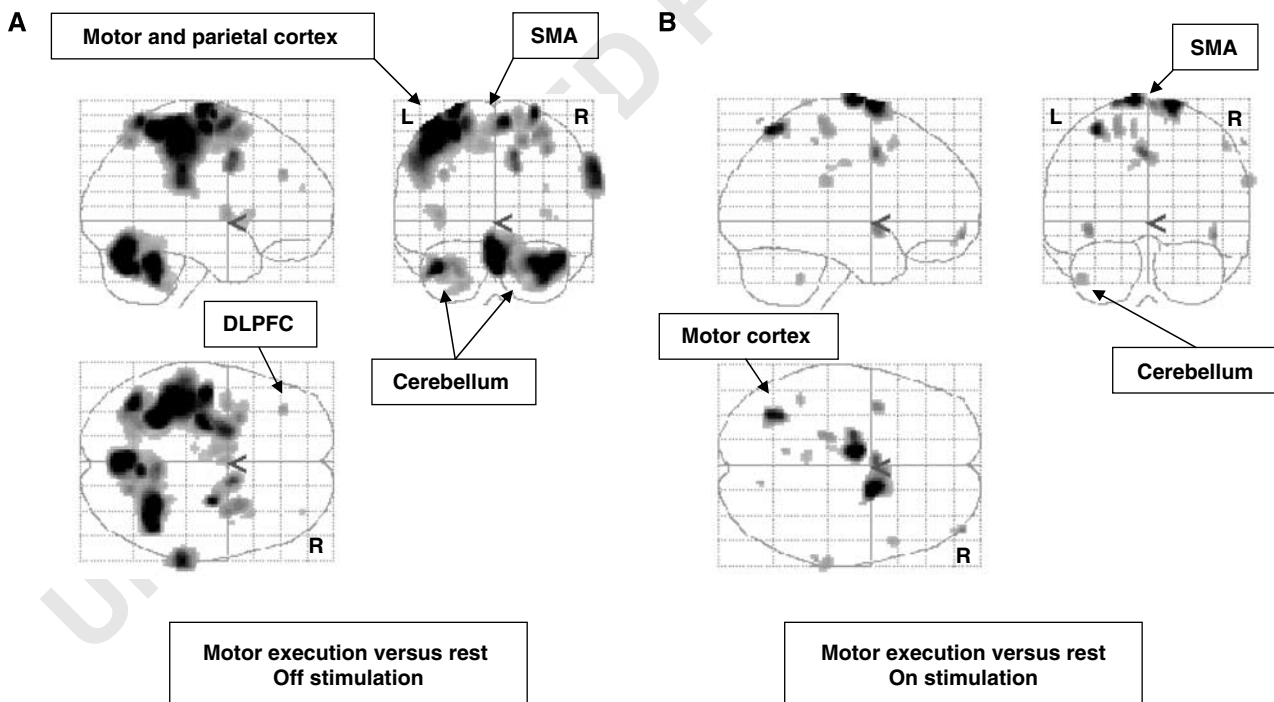 A
Motor and parietal cortex
SMA
L
R
DLPFC
Cerebellum
R
Motor execution versus rest
Off stimulation
B
SMA
L
R
Motor cortex
Cerebellum
R
Motor execution versus rest
On stimulation